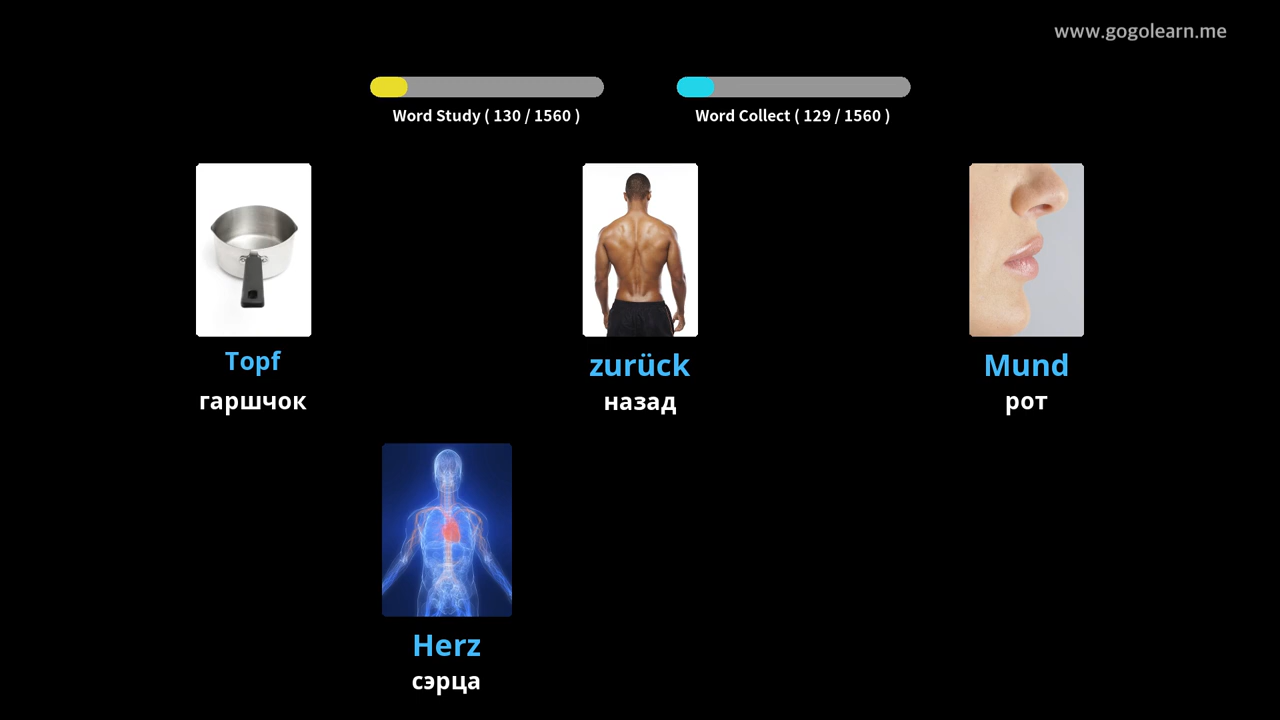 www.gogolearn.me
Word Study ( 130 / 1560 )
Word Collect ( 129 / 1560 )
Topf
гаршчок
zurück
назад
Mund
рот
Herz
сэрца